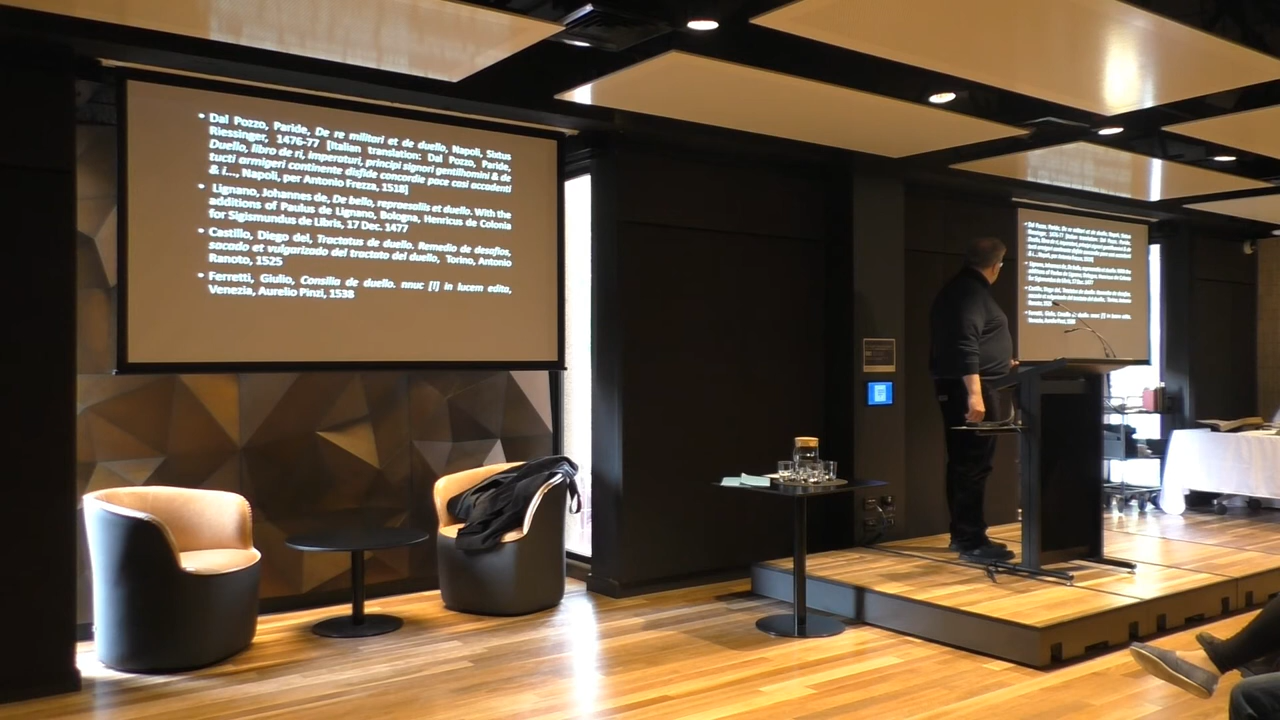 • Dal Pozzo, Paride, De re militari et de duello, Napoli, Sixtus
Riessinger, 1476-77 [Italian translation: Dal Pozzo, Paride,
Duello, libro de ri, imperaturi, principi signori gentilhomini & de
tucti armigeri continente disfide concordie pace casi accadenti
& i..., Napoli, per Antonio Frezza, 1518]
• Lignano, Johannes de, De bello, repraesaliis et duello. With the
additions of Paulus de Lignano, Bologna, Henricus de Colonia
for Sigismundus de Libris, 17 Dec. 1477
• Castillo, Diego del, Tractatus de duello. Remedio de desafios,
sacado et vulgarizado del tractato del duello, Torino, Antonio
Ranoto, 1525
• Ferretti, Giulio, Consilia de duello. nnuc [!] in lucem edita,
Venezia, Aurelio Pinzi, 1538